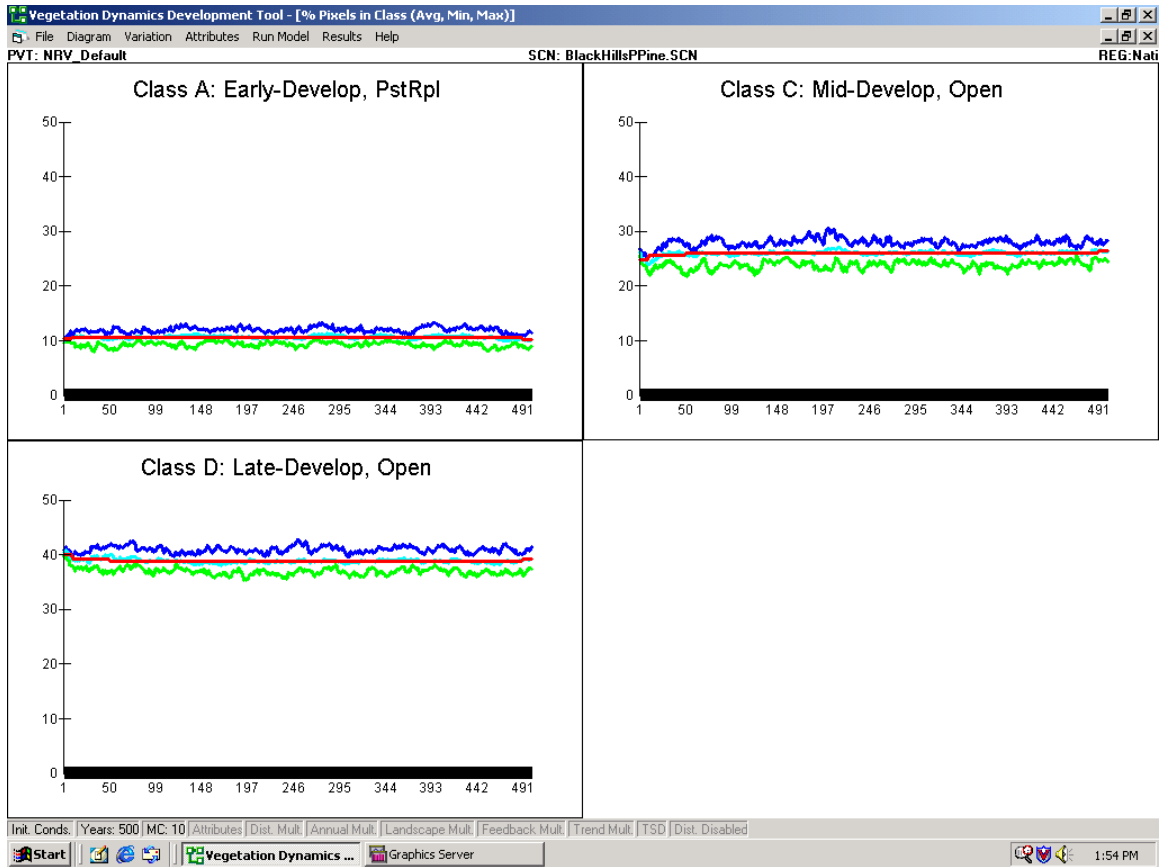 Vegetation Dynamics Development Tool - [% Pixels in Class (Avg, Min, Max)]
File Diagram Variation Attributes Run Model Results Help
PVT: NRV_Default SCN: BlackHillsPPine.SCN REG:Nati
Class A: Early-Develop, PstRpl
50
40
30
20
10
0
1 50 99 148 197 246 295 344 393 442 491
Class C: Mid-Develop, Open
50
40
30
20
10
0
1 50 99 148 197 246 295 344 393 442 491
Class D: Late-Develop, Open
50
40
30
20
10
0
1 50 99 148 197 246 295 344 393 442 491
Init. Conds. Years: 500 MC: 10 Attributes Dist. Mult. Annual Mult. Landscape Mult. Feedback Mult. Trend Mult. TSD Dist. Disabled
Start Vegetation Dynamics ... Graphics Server 1:54 PM